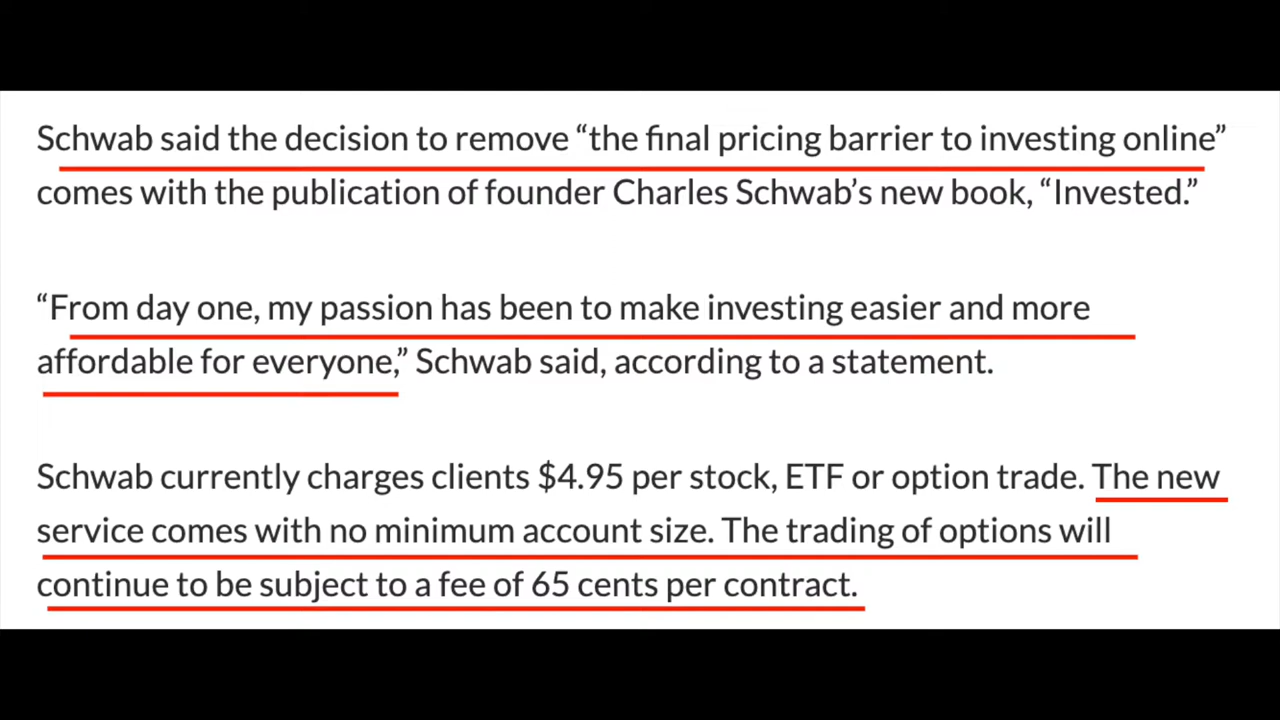 Schwab said the decision to remove “the final pricing barrier to investing online”
comes with the publication of founder Charles Schwab’s new book, “Invested.”
“From day one, my passion has been to make investing easier and more
affordable for everyone,” Schwab said, according to a statement.
Schwab currently charges clients $4.95 per stock, ETF or option trade. The new
service comes with no minimum account size. The trading of options will
continue to be subject to a fee of 65 cents per contract.